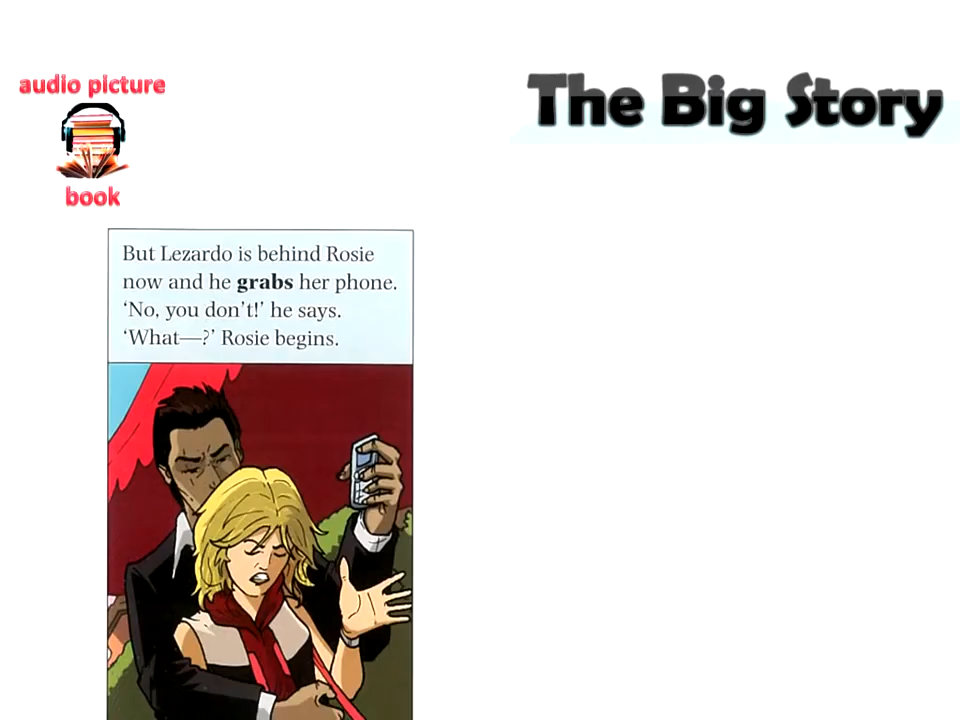 audio picture
book
The Big Story
But Lezardo is behind Rosie
now and he grabs her phone.
‘No, you don’t!’ he says.
‘What—?’ Rosie begins.